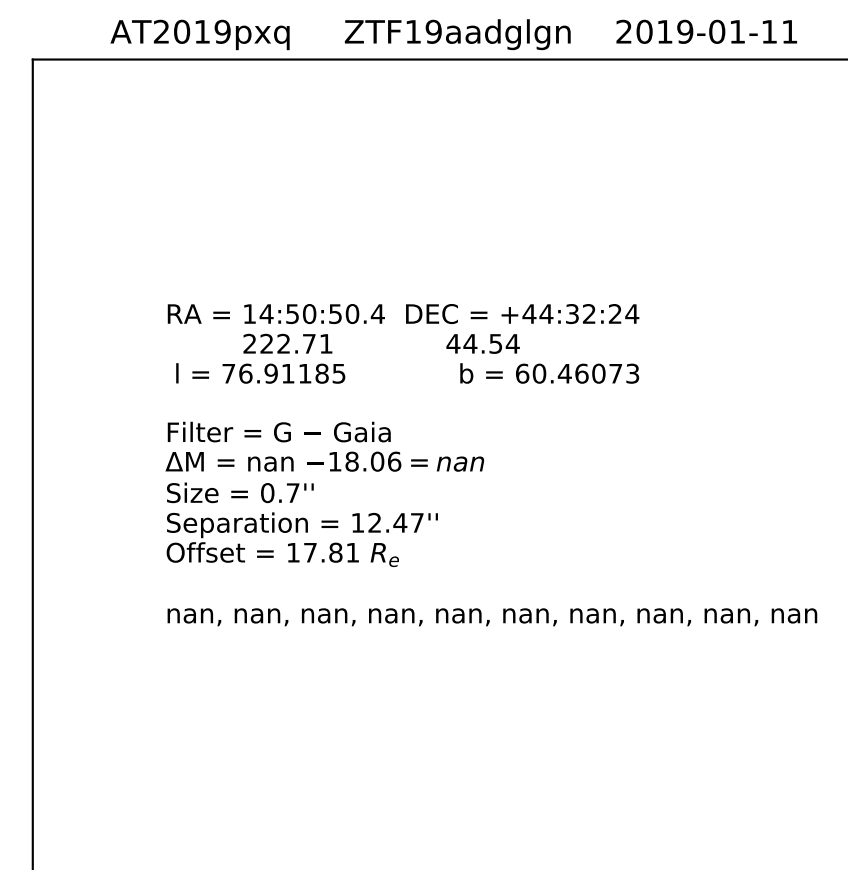 AT2019pxq ZTF19aadglgn 2019-01-11
RA = 14:50:50.4 DEC = +44:32:24
222.71 44.54
l = 76.91185 b = 60.46073
Filter = G − Gaia
ΔM = nan −18.06 = nan
Size = 0.7''
Separation = 12.47''
Offset = 17.81 Rₑ
nan, nan, nan, nan, nan, nan, nan, nan, nan, nan